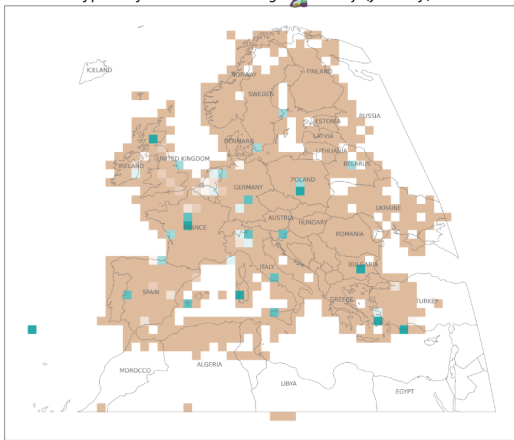 ICELAND
NORWAY
FINLAND
SWEDEN
RUSSIA
ESTONIA
LATVIA
DENMARK
LITHUANIA
UNITED KINGDOM
IRELAND
BELARUS
POLAND
GERMANY
UKRAINE
AUSTRIA
HUNGARY
FRANCE
ROMANIA
ITALY
BULGARIA
SPAIN
GREECE
TURKEY
ALGERIA
MOROCCO
LIBYA
EGYPT